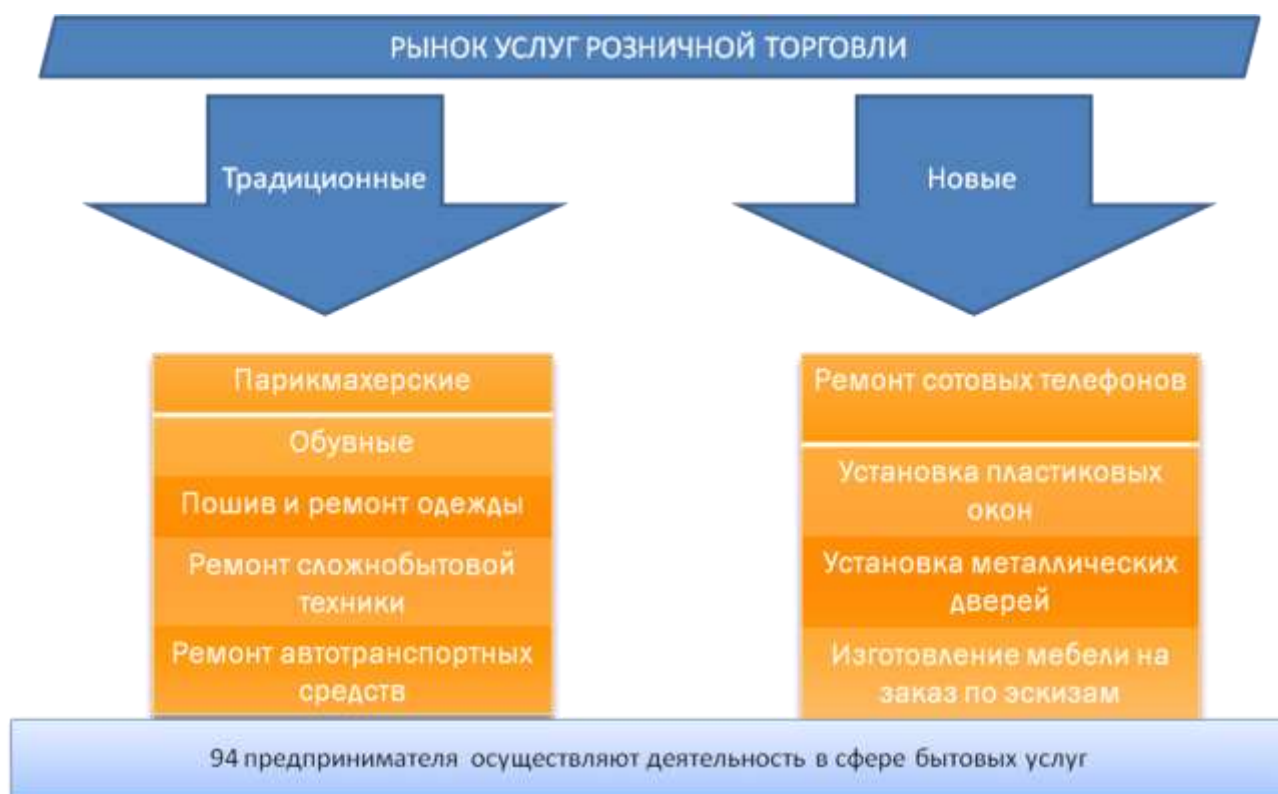 РЫНОК УСЛУГ РОЗНИЧНОЙ ТОРГОВЛИ
Традиционные
Новые
Парикмахерские
Обувные
Пошив и ремонт одежды
Ремонт сложнобытовой
техники
Ремонт автотранспортных
средств
Ремонт сотовых телефонов
Установка пластиковых
окон
Установка металлических
дверей
Изготовление мебели на
заказ по эскизам
94 предпринимателя осуществляют деятельность в сфере бытовых услуг